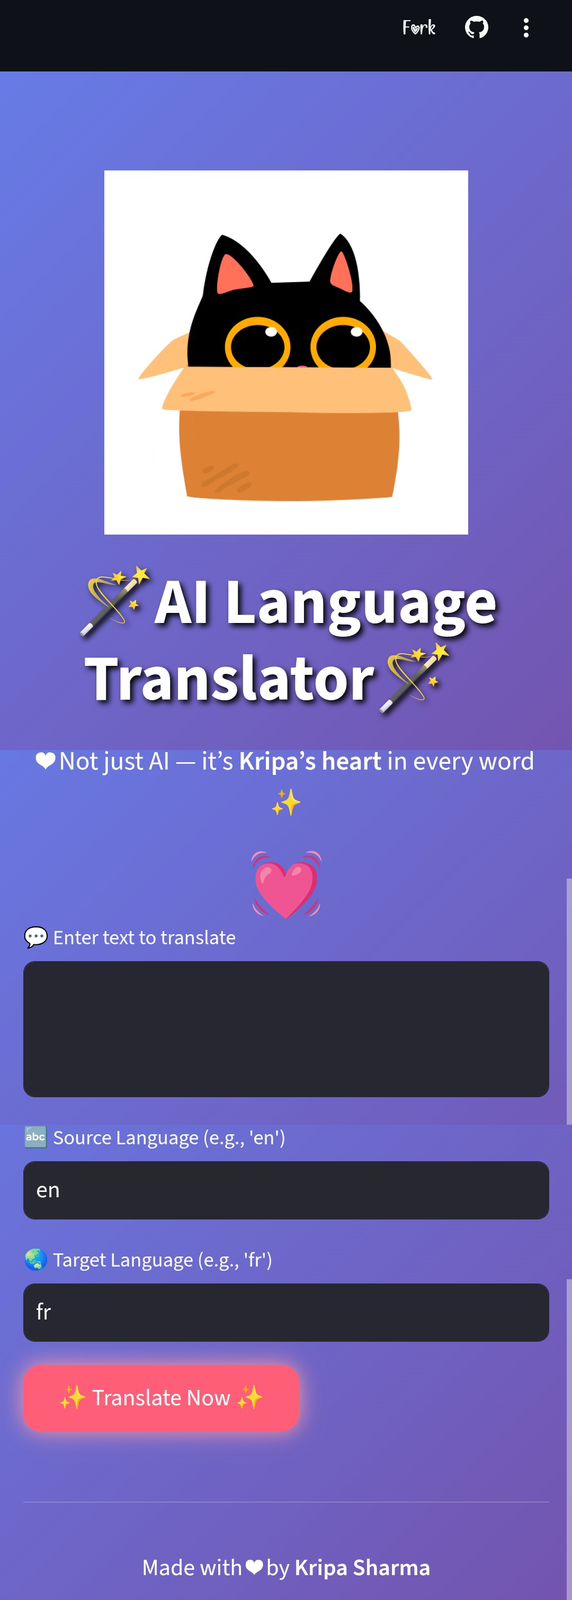 Fork
🪄AI Language
Translator🪄
❤Not just AI — it’s Kripa’s heart in every word
✨
💓
💬 Enter text to translate
🔤 Source Language (e.g., 'en')
en
🌏 Target Language (e.g., 'fr')
fr
✨ Translate Now ✨
Made with❤by Kripa Sharma